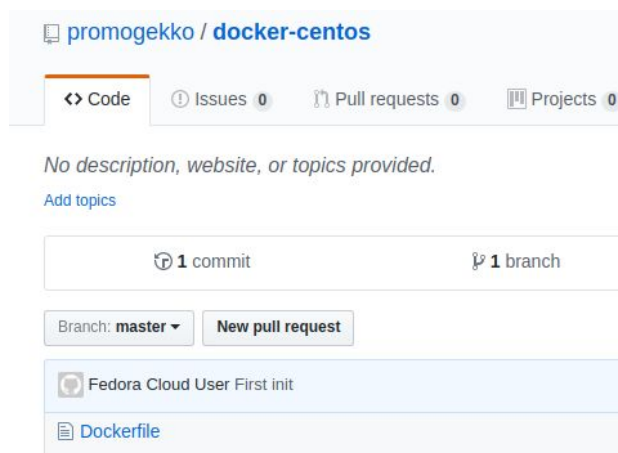 promogekko / docker-centos
Code Issues 0 Pull requests 0 Projects 0
No description, website, or topics provided.
Add topics
1 commit 1 branch
Branch: master New pull request
Fedora Cloud User First init
Dockerfile